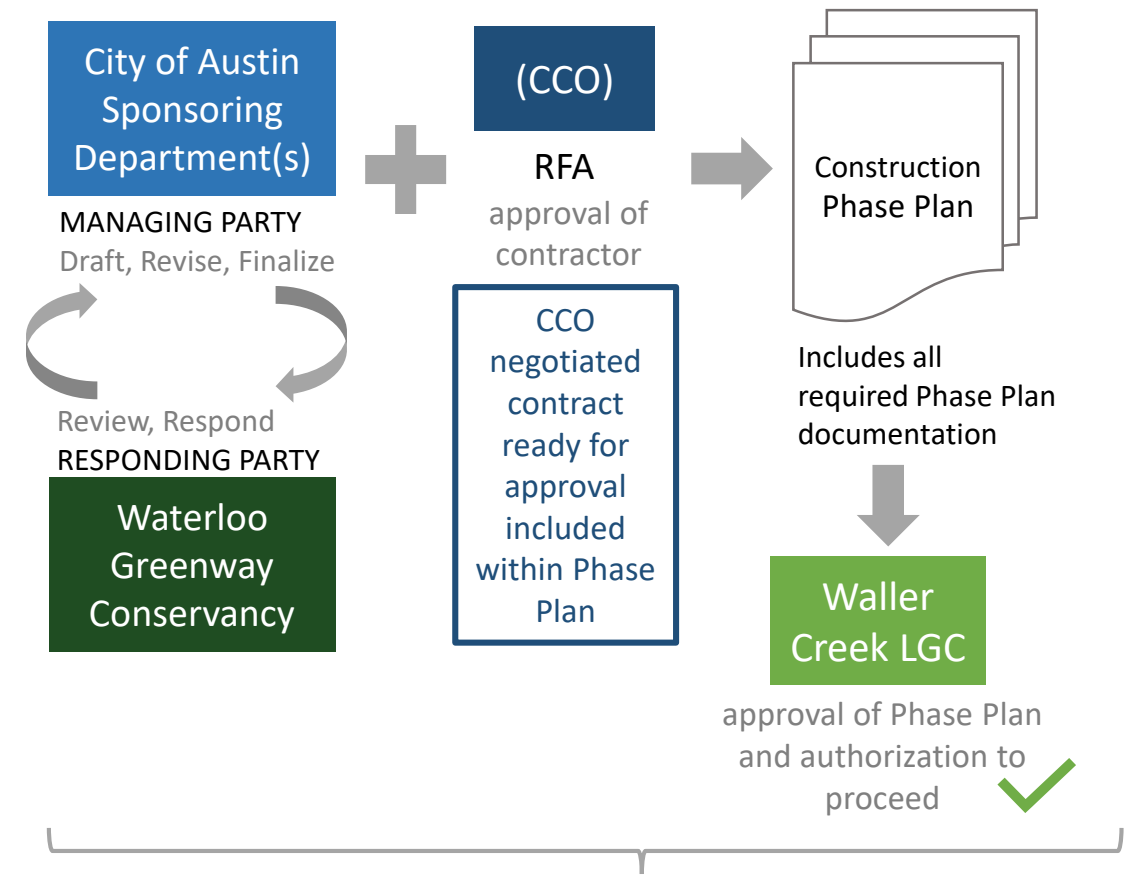 City of Austin
Sponsoring
Department(s)
MANAGING PARTY
Draft, Revise, Finalize
Review, Respond
RESPONDING PARTY
Waterloo
Greenway
Conservancy
(CCO)
RFA
approval of
contractor
CCO
negotiated
contract
ready for
approval
included
within Phase
Plan
Construction
Phase Plan
Includes all
required Phase Plan
documentation
Waller
Creek LGC
approval of Phase Plan
and authorization to
proceed